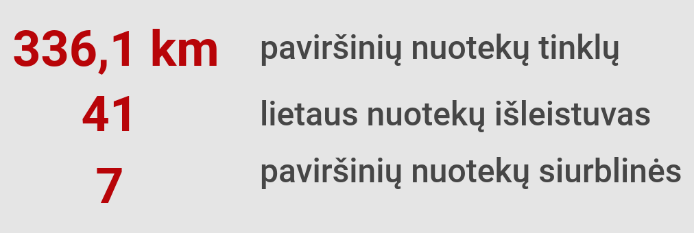 336,1 km paviršinių nuotekų tinklų
41 lietaus nuotekų išleistuvas
7 paviršinių nuotekų siurblinės